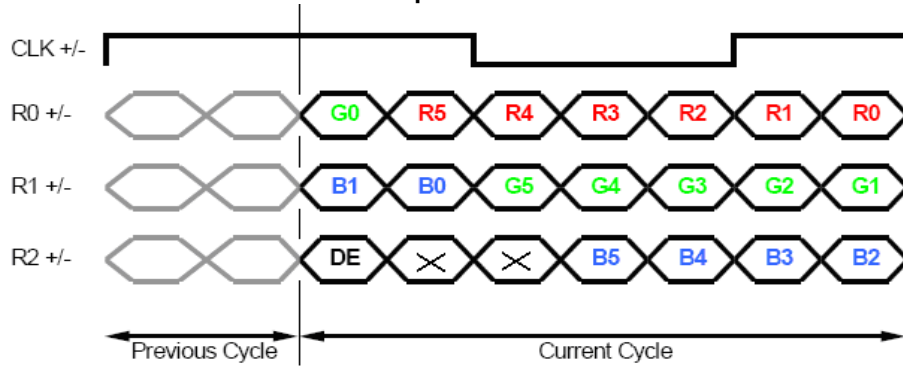 CLK +/-
R0 +/- G0 R5 R4 R3 R2 R1 R0
R1 +/- B1 B0 G5 G4 G3 G2 G1
R2 +/- DE X X B5 B4 B3 B2
Previous Cycle Current Cycle